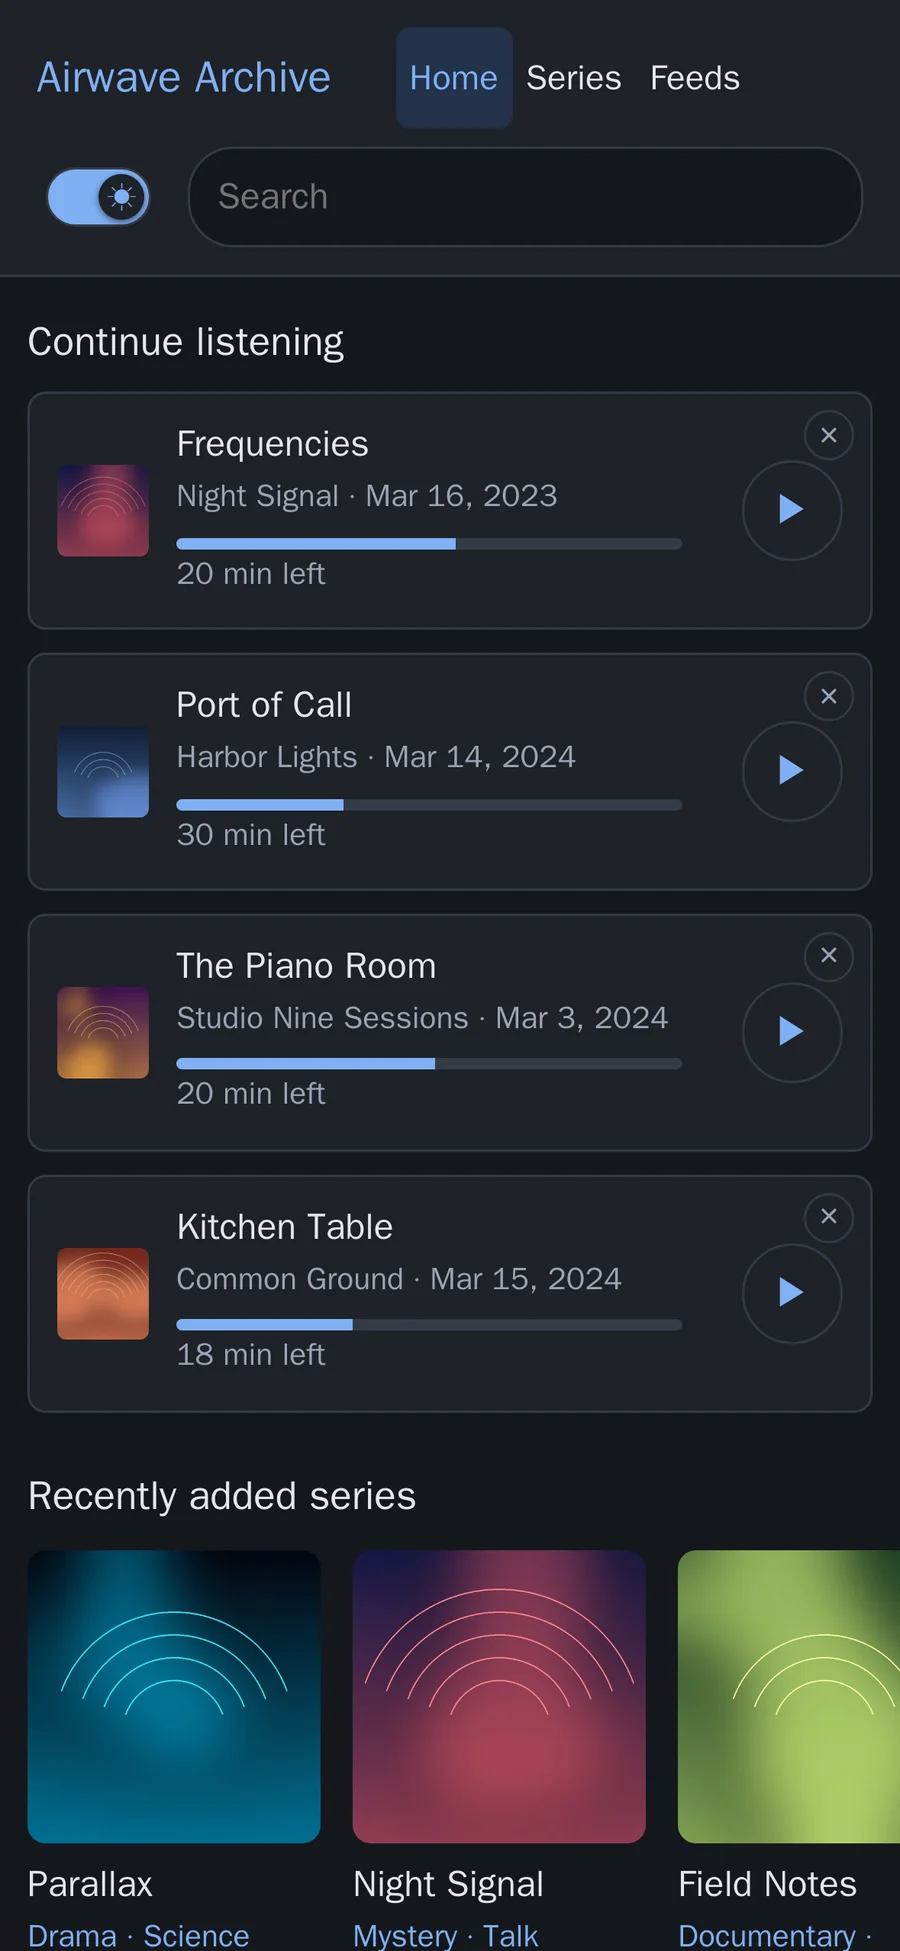 Airwave Archive
Home Series Feeds
Search
Continue listening
Frequencies
Night Signal · Mar 16, 2023
20 min left
Port of Call
Harbor Lights · Mar 14, 2024
30 min left
The Piano Room
Studio Nine Sessions · Mar 3, 2024
20 min left
Kitchen Table
Common Ground · Mar 15, 2024
18 min left
Recently added series
Parallax
Drama · Science
Night Signal
Mystery · Talk
Field Notes
Documentary ·